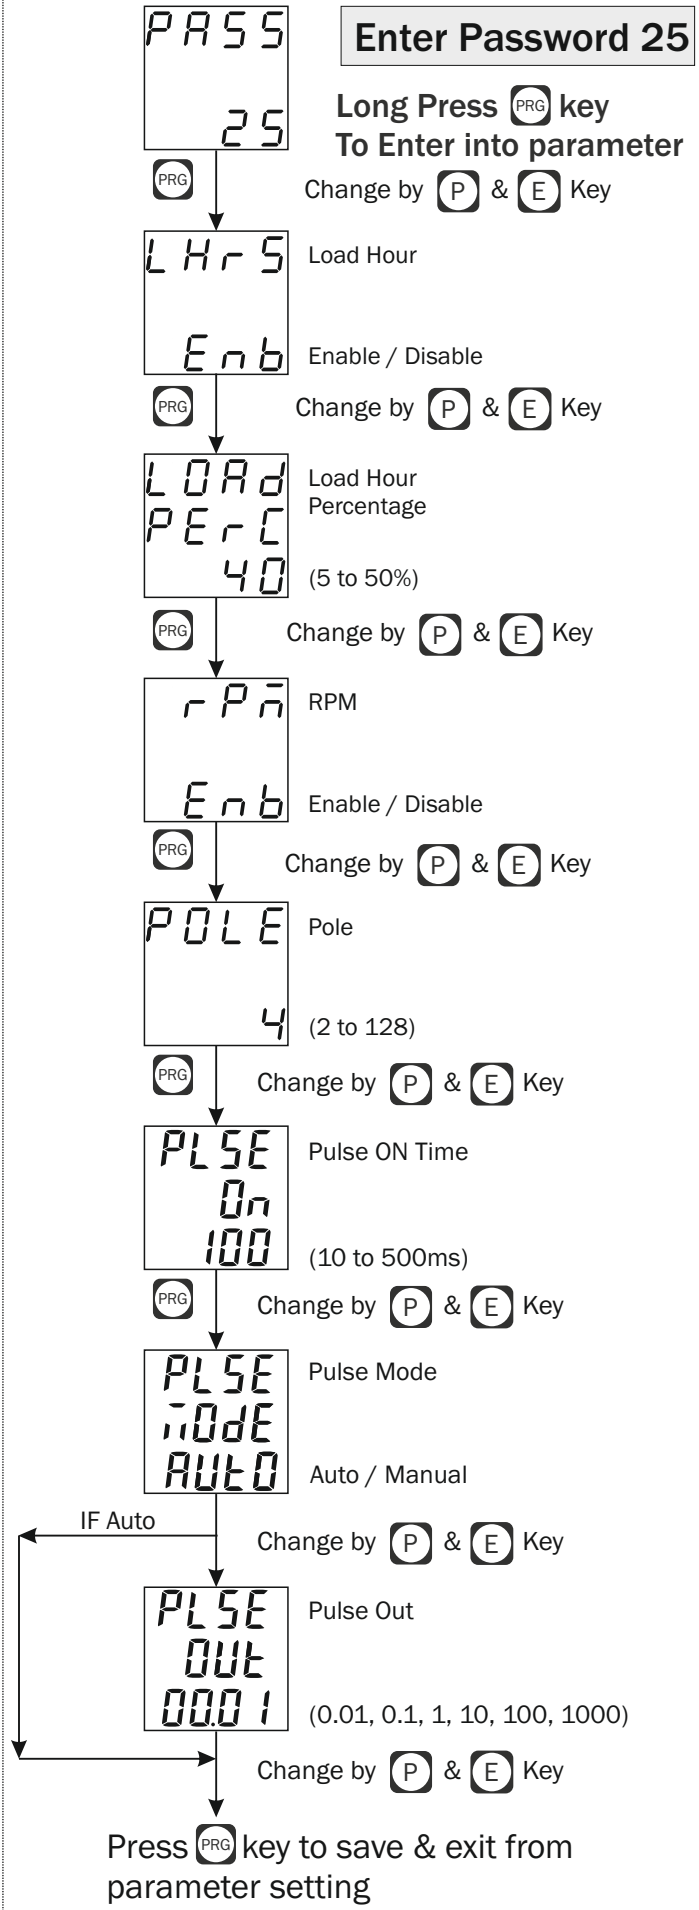 PASS
Enter Password 25
Long Press PRG key
25
To Enter into parameter
PRG
Change by P & E Key
LHrS
Load Hour
Enb
Enable / Disable
PRG
Change by P & E Key
LOAd
Load Hour
PErC
Percentage
40
(5 to 50%)
PRG
Change by P & E Key
rPm
RPM
Enb
Enable / Disable
PRG
Change by P & E Key
POLE
Pole
4
(2 to 128)
PRG
Change by P & E Key
PLSE
Pulse ON Time
On
100
(10 to 500ms)
PRG
Change by P & E Key
PLSE
Pulse Mode
mOdE
AUtO
Auto / Manual
IF Auto
Change by P & E Key
PLSE
Pulse Out
OUt
00.01
(0.01, 0.1, 1, 10, 100, 1000)
Change by P & E Key
Press PRG key to save & exit from
parameter setting